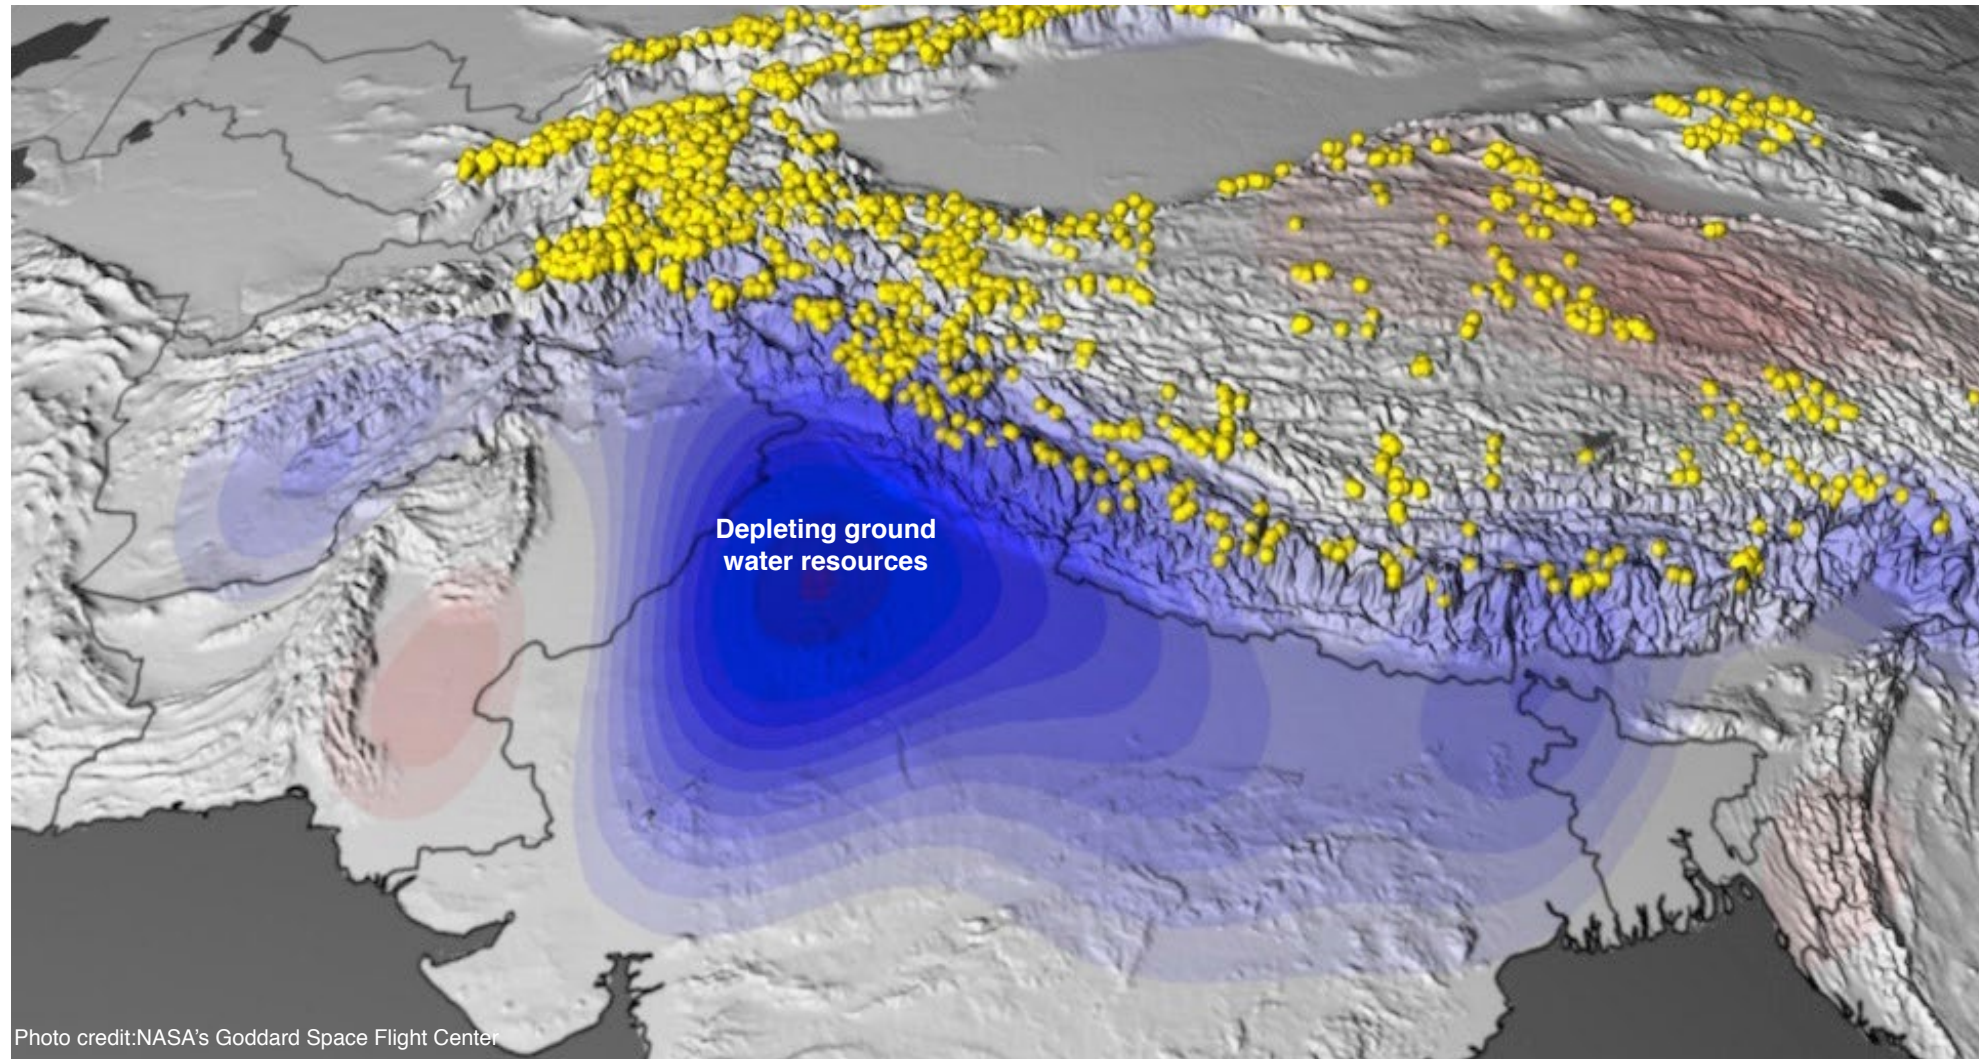 Depleting ground
water resources
Photo credit:NASA's Goddard Space Flight Center